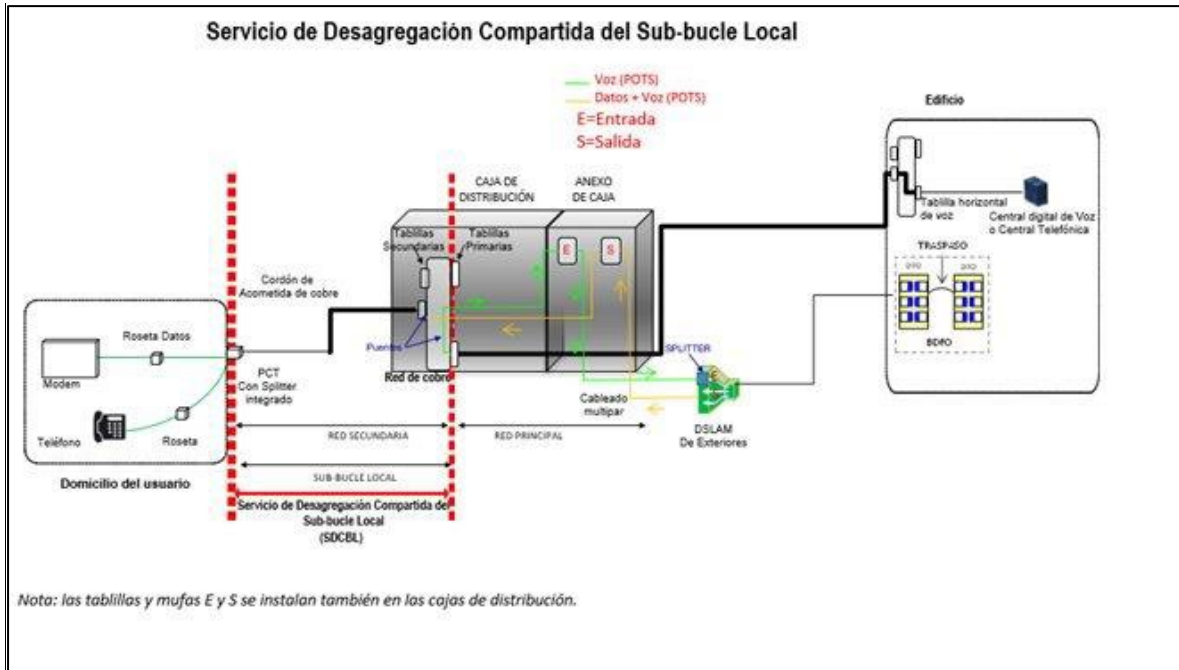 Servicio de Desagregación Compartida del Sub-bucle Local
Voz (POTS)
Datos + Voz (POTS)
E=Entrada
S=Salida
Edificio
CAJA DE
DISTRIBUCIÓN
ANEXO
DE CAJA
Tablillas
Secundarias
Tablillas
Primarias
E
S
Tablilla horizontal
de voz
Central digital de Voz
o Central Telefónica
TRASPASO
DFO
DFO
BDFO
Cordón de
Acometida de cobre
Roseta Datos
Modem
Puentes
Red de cobre
SPLITTER
PCT
Con Splitter
integrado
Cableado
multipar
DSLAM
De Exteriores
Teléfono
Roseta
RED SECUNDARIA
RED PRINCIPAL
SUB-BUCLE LOCAL
Domicilio del usuario
Servicio de Desagregación Compartida del
Sub-bucle Local
(SDCBL)
Nota: las tablillas y mufas E y S se instalan también en las cajas de distribución.